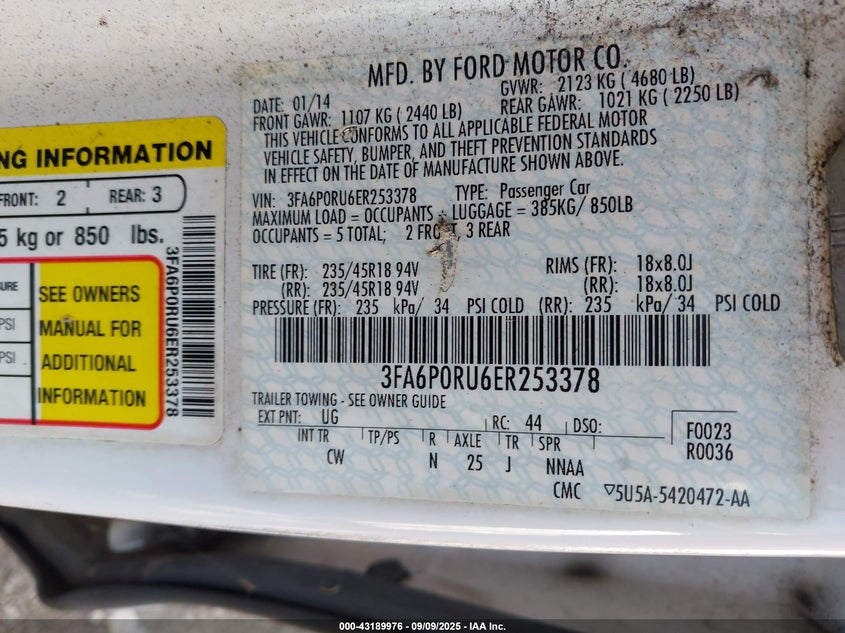 NG INFORMATION
FRONT: 2 REAR: 3
5 kg or 850 lbs.
SURE
PSI
PSI
SEE OWNERS
MANUAL FOR
ADDITIONAL
INFORMATION
3FA6P0RU6ER253378
MFD. BY FORD MOTOR CO.
DATE: 01/14 GVWR: 2123 KG ( 4680 LB)
FRONT GAWR: 1107 KG ( 2440 LB) REAR GAWR: 1021 KG ( 2250 LB)
THIS VEHICLE CONFORMS TO ALL APPLICABLE FEDERAL MOTOR
VEHICLE SAFETY, BUMPER, AND THEFT PREVENTION STANDARDS
IN EFFECT ON THE DATE OF MANUFACTURE SHOWN ABOVE.
VIN: 3FA6P0RU6ER253378 TYPE: Passenger Car
MAXIMUM LOAD = OCCUPANTS + LUGGAGE = 385KG/ 850LB
OCCUPANTS = 5 TOTAL; 2 FRONT, 3 REAR
TIRE (FR): 235/45R18 94V RIMS (FR): 18x8.0J
(RR): 235/45R18 94V (RR): 18x8.0J
PRESSURE (FR): 235 kPa/ 34 PSI COLD (RR): 235 kPa/ 34 PSI COLD
3FA6P0RU6ER253378
TRAILER TOWING - SEE OWNER GUIDE
EXT PNT: UG RC: 44 DSO: F0023
INT TR TP/PS R AXLE TR SPR R0036
CW N 25 J NNAA
CMC ▽5U5A-5420472-AA
000-43189976 - 09/09/2025 - IAA Inc.